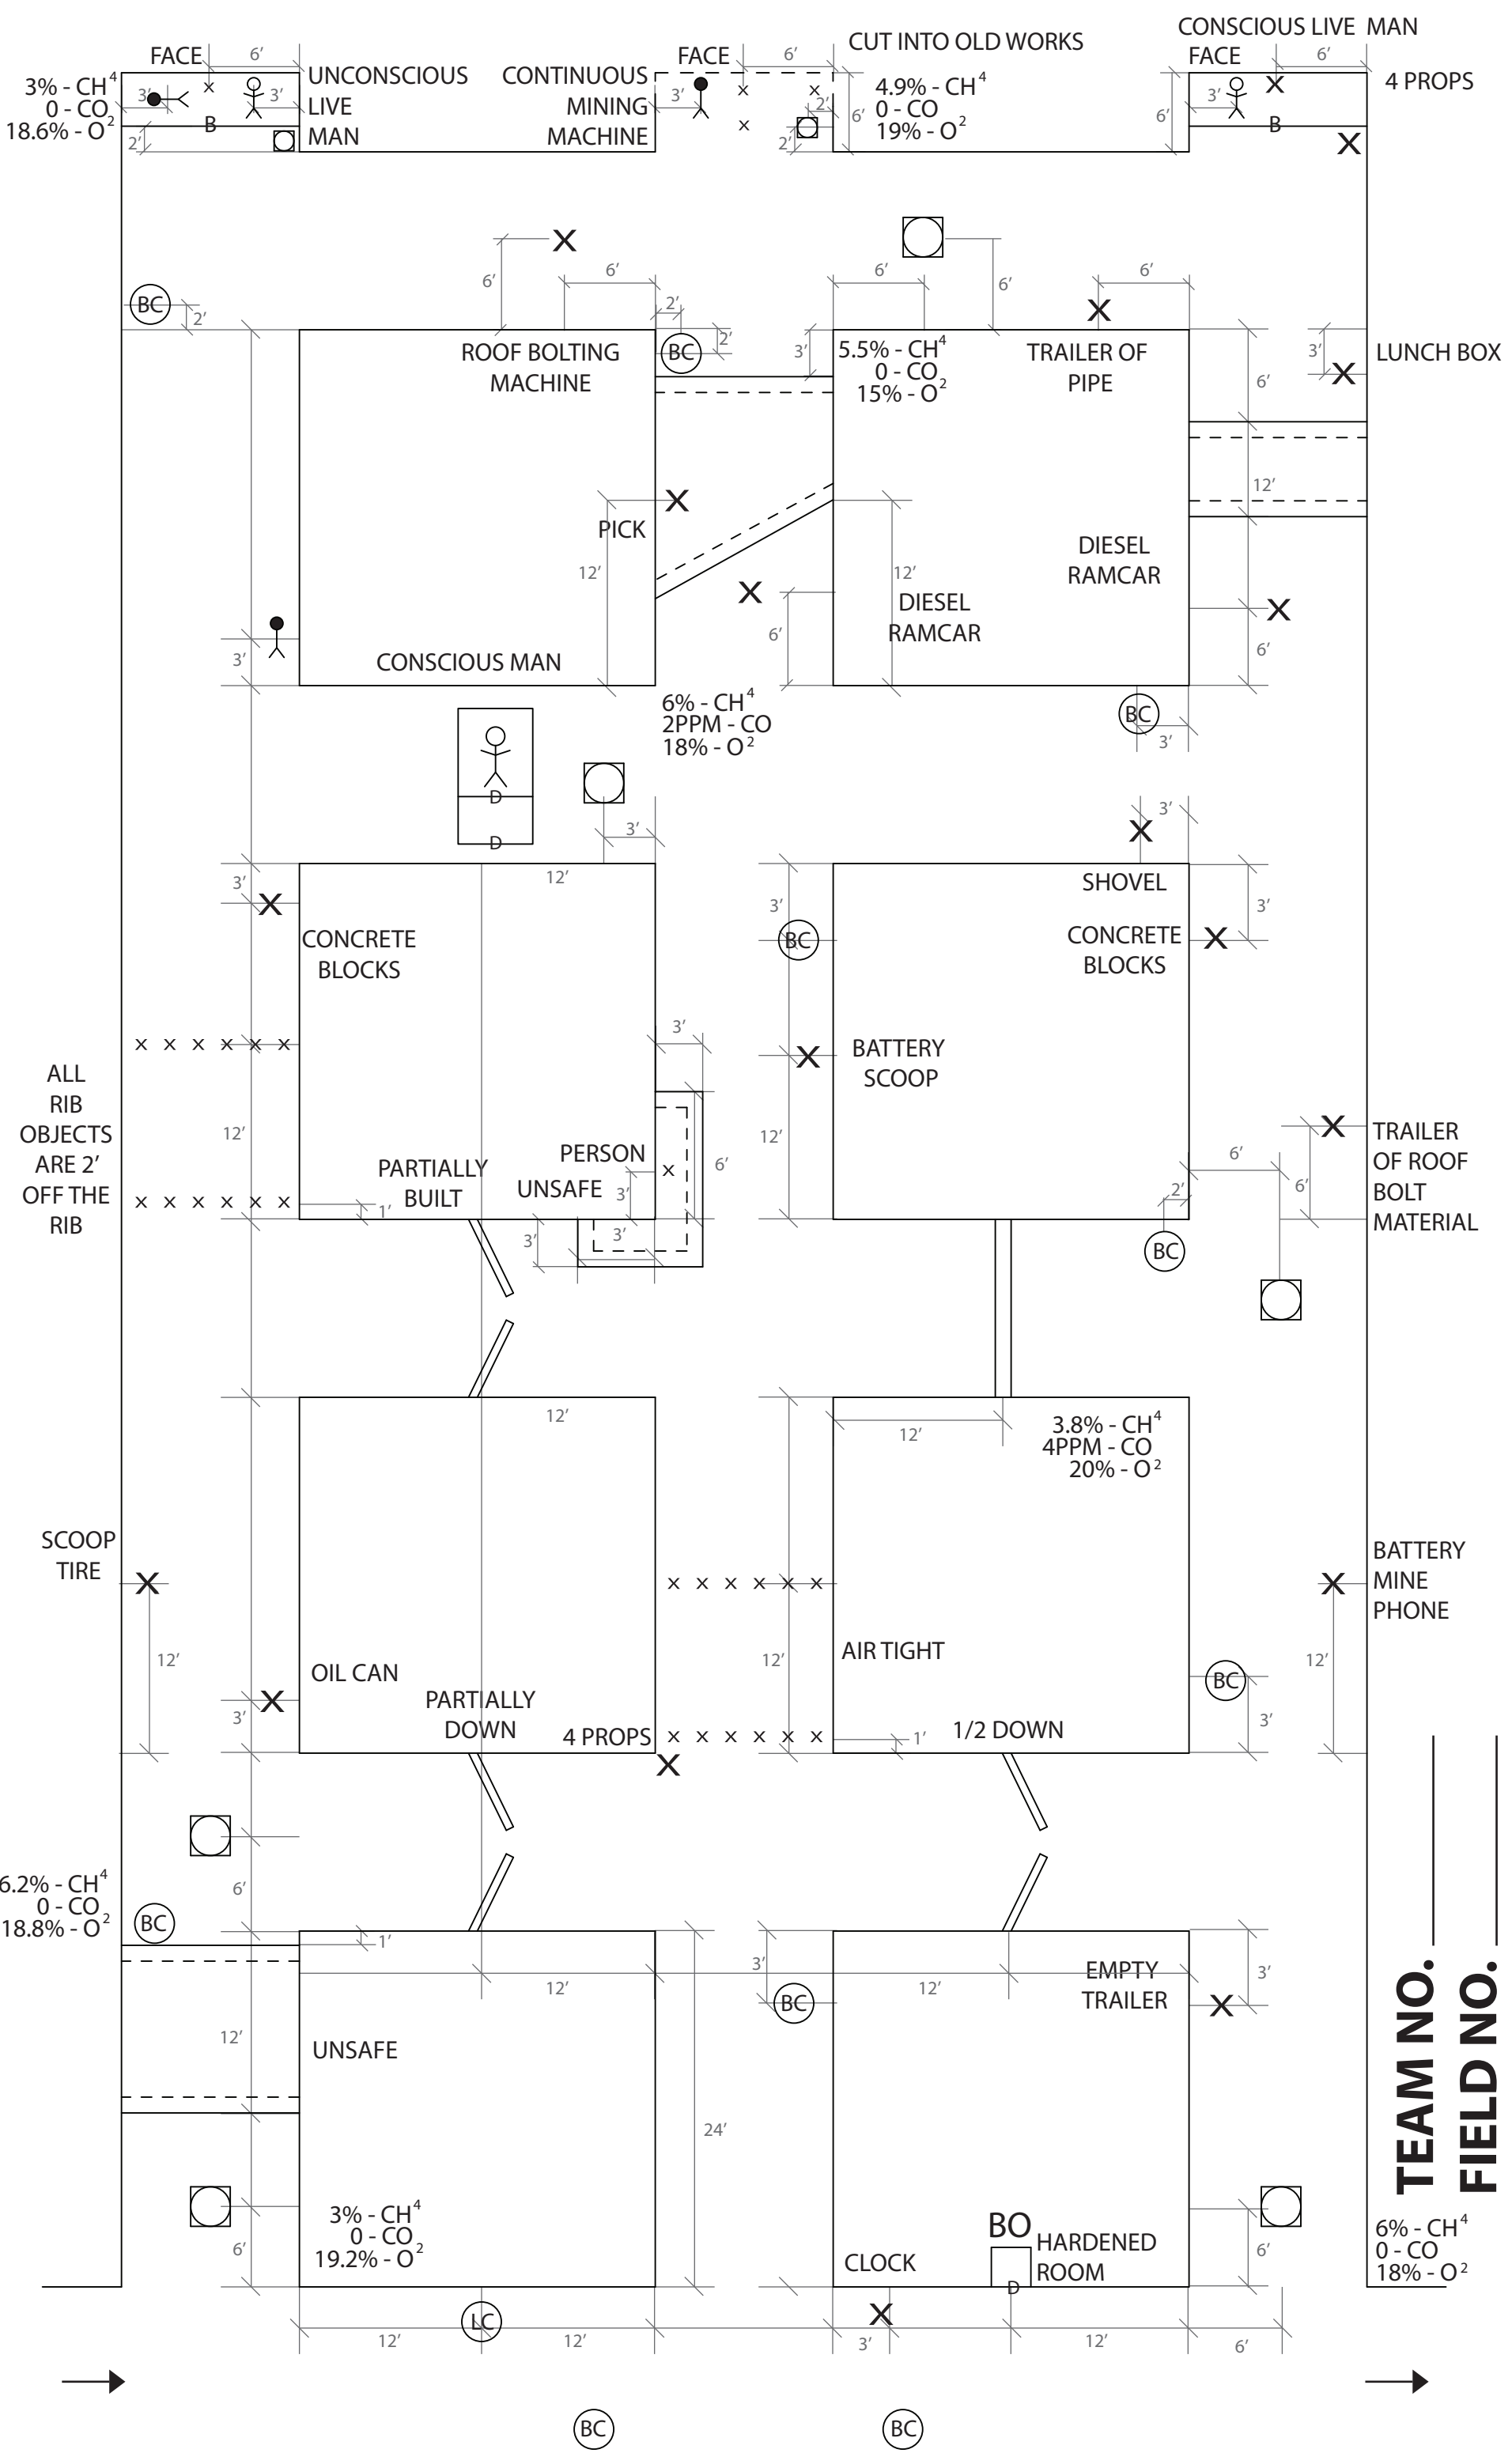 CONSCIOUS LIVE MAN
FACE
6’
FACE
6’
CUT INTO OLD WORKS
FACE
6’
3% - CH⁴
0 - CO
18.6% - O²
3’
3’
B
2’
UNCONSCIOUS
LIVE
MAN
CONTINUOUS
MINING
MACHINE
3’
2’
2’
6’
4.9% - CH⁴
0 - CO
19% - O²
6’
3’
B
4 PROPS
BC
2’
6’
6’
2’
2’
BC
6’
6’
6’
ROOF BOLTING
MACHINE
3’
5.5% - CH⁴
0 - CO
15% - O²
TRAILER OF
PIPE
6’
3’
LUNCH BOX
12’
PICK
12’
12’
DIESEL
RAMCAR
DIESEL
RAMCAR
6’
6’
3’
CONSCIOUS MAN
6% - CH⁴
2PPM - CO
18% - O²
BC
3’
D
D
3’
3’
3’
12’
CONCRETE
BLOCKS
3’
BC
SHOVEL
CONCRETE
BLOCKS
3’
ALL
RIB
OBJECTS
ARE 2’
OFF THE
RIB
12’
3’
BATTERY
SCOOP
PERSON
UNSAFE
PARTIALLY
BUILT
3’
6’
12’
1’
3’
3’
6’
6’
2’
BC
TRAILER
OF ROOF
BOLT
MATERIAL
12’
12’
3.8% - CH⁴
4PPM - CO
20% - O²
SCOOP
TIRE
12’
OIL CAN
3’
PARTIALLY
DOWN
4 PROPS
12’
AIR TIGHT
1’
1/2 DOWN
BC
3’
12’
BATTERY
MINE
PHONE
6.2% - CH⁴
0 - CO
18.8% - O²
BC
6’
1’
12’
3’
BC
12’
EMPTY
TRAILER
3’
12’
UNSAFE
24’
TEAM NO.
FIELD NO.
6’
3% - CH⁴
0 - CO
19.2% - O²
CLOCK
BO
HARDENED
ROOM
D
6’
6% - CH⁴
0 - CO
18% - O²
12’
LC
12’
3’
12’
6’
BC
BC